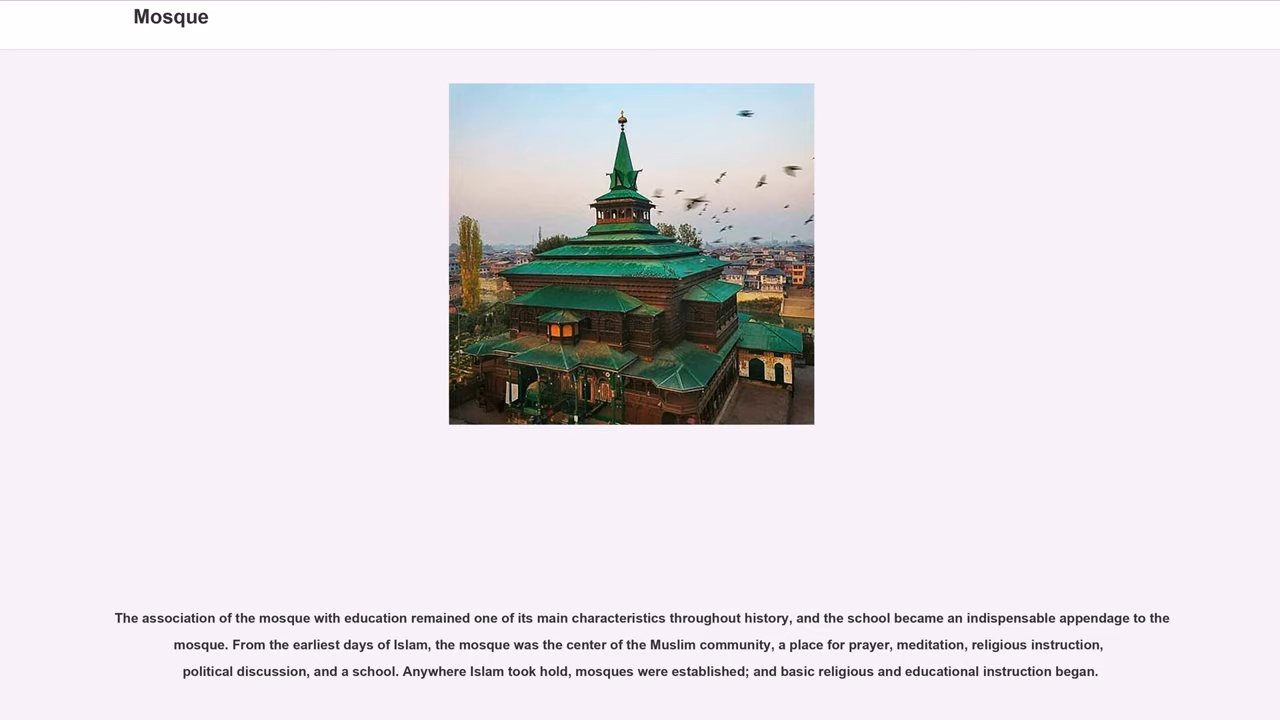 Mosque
The association of the mosque with education remained one of its main characteristics throughout history, and the school became an indispensable appendage to the
mosque. From the earliest days of Islam, the mosque was the center of the Muslim community, a place for prayer, meditation, religious instruction,
political discussion, and a school. Anywhere Islam took hold, mosques were established; and basic religious and educational instruction began.